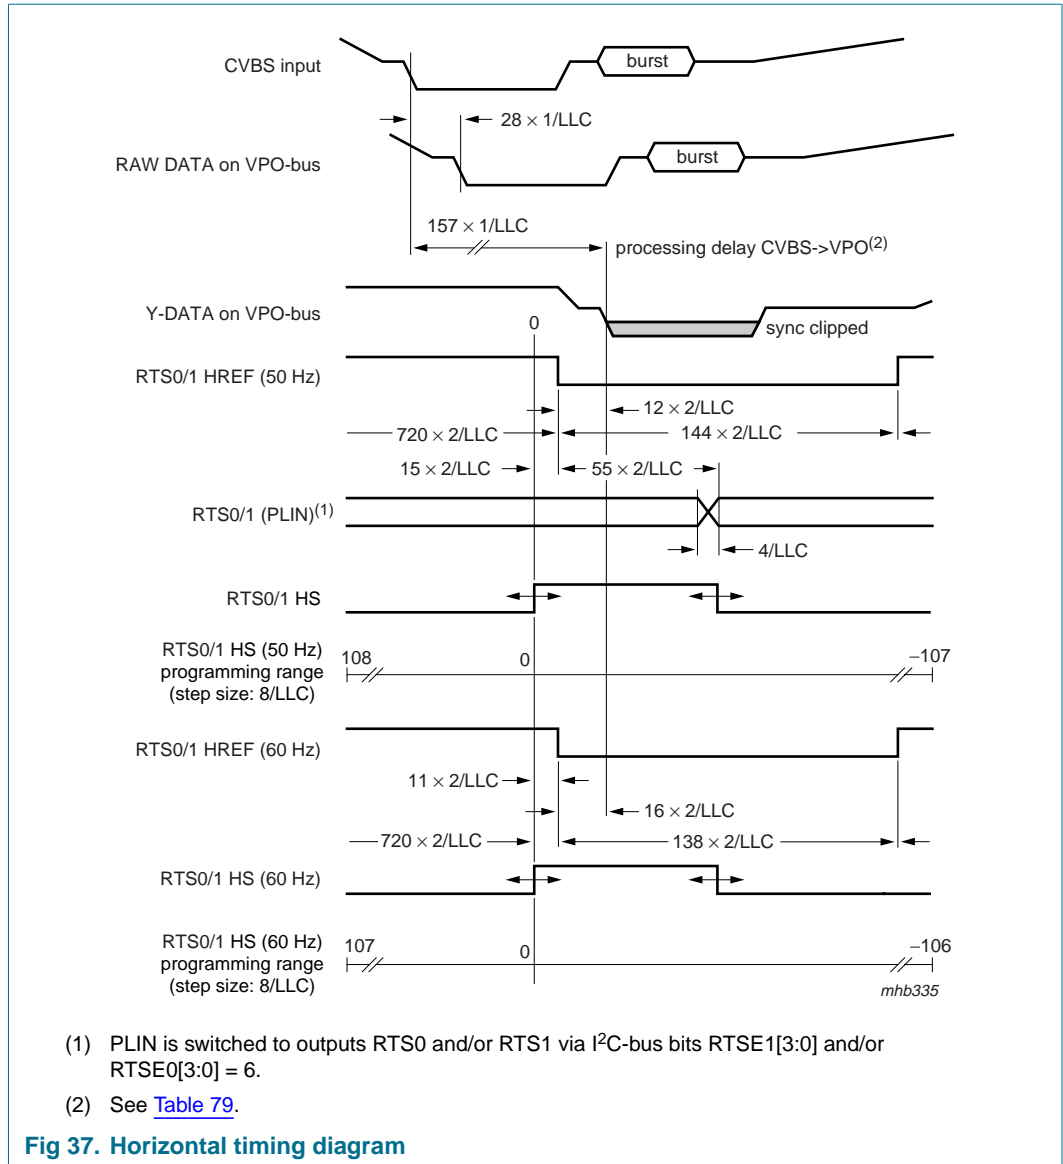 CVBS input
burst
28 × 1/LLC
RAW DATA on VPO-bus
burst
157 × 1/LLC
processing delay CVBS->VPO(2)
Y-DATA on VPO-bus
0
sync clipped
RTS0/1 HREF (50 Hz)
12 × 2/LLC
720 × 2/LLC
144 × 2/LLC
15 × 2/LLC
55 × 2/LLC
RTS0/1 (PLIN)(1)
4/LLC
RTS0/1 HS
RTS0/1 HS (50 Hz)
programming range
(step size: 8/LLC)
108
0
−107
RTS0/1 HREF (60 Hz)
11 × 2/LLC
16 × 2/LLC
720 × 2/LLC
138 × 2/LLC
RTS0/1 HS (60 Hz)
RTS0/1 HS (60 Hz)
programming range
(step size: 8/LLC)
107
0
−106
mhb335
(1) PLIN is switched to outputs RTS0 and/or RTS1 via I2C-bus bits RTSE1[3:0] and/or
RTSE0[3:0] = 6.
(2) See Table 79.
Fig 37. Horizontal timing diagram